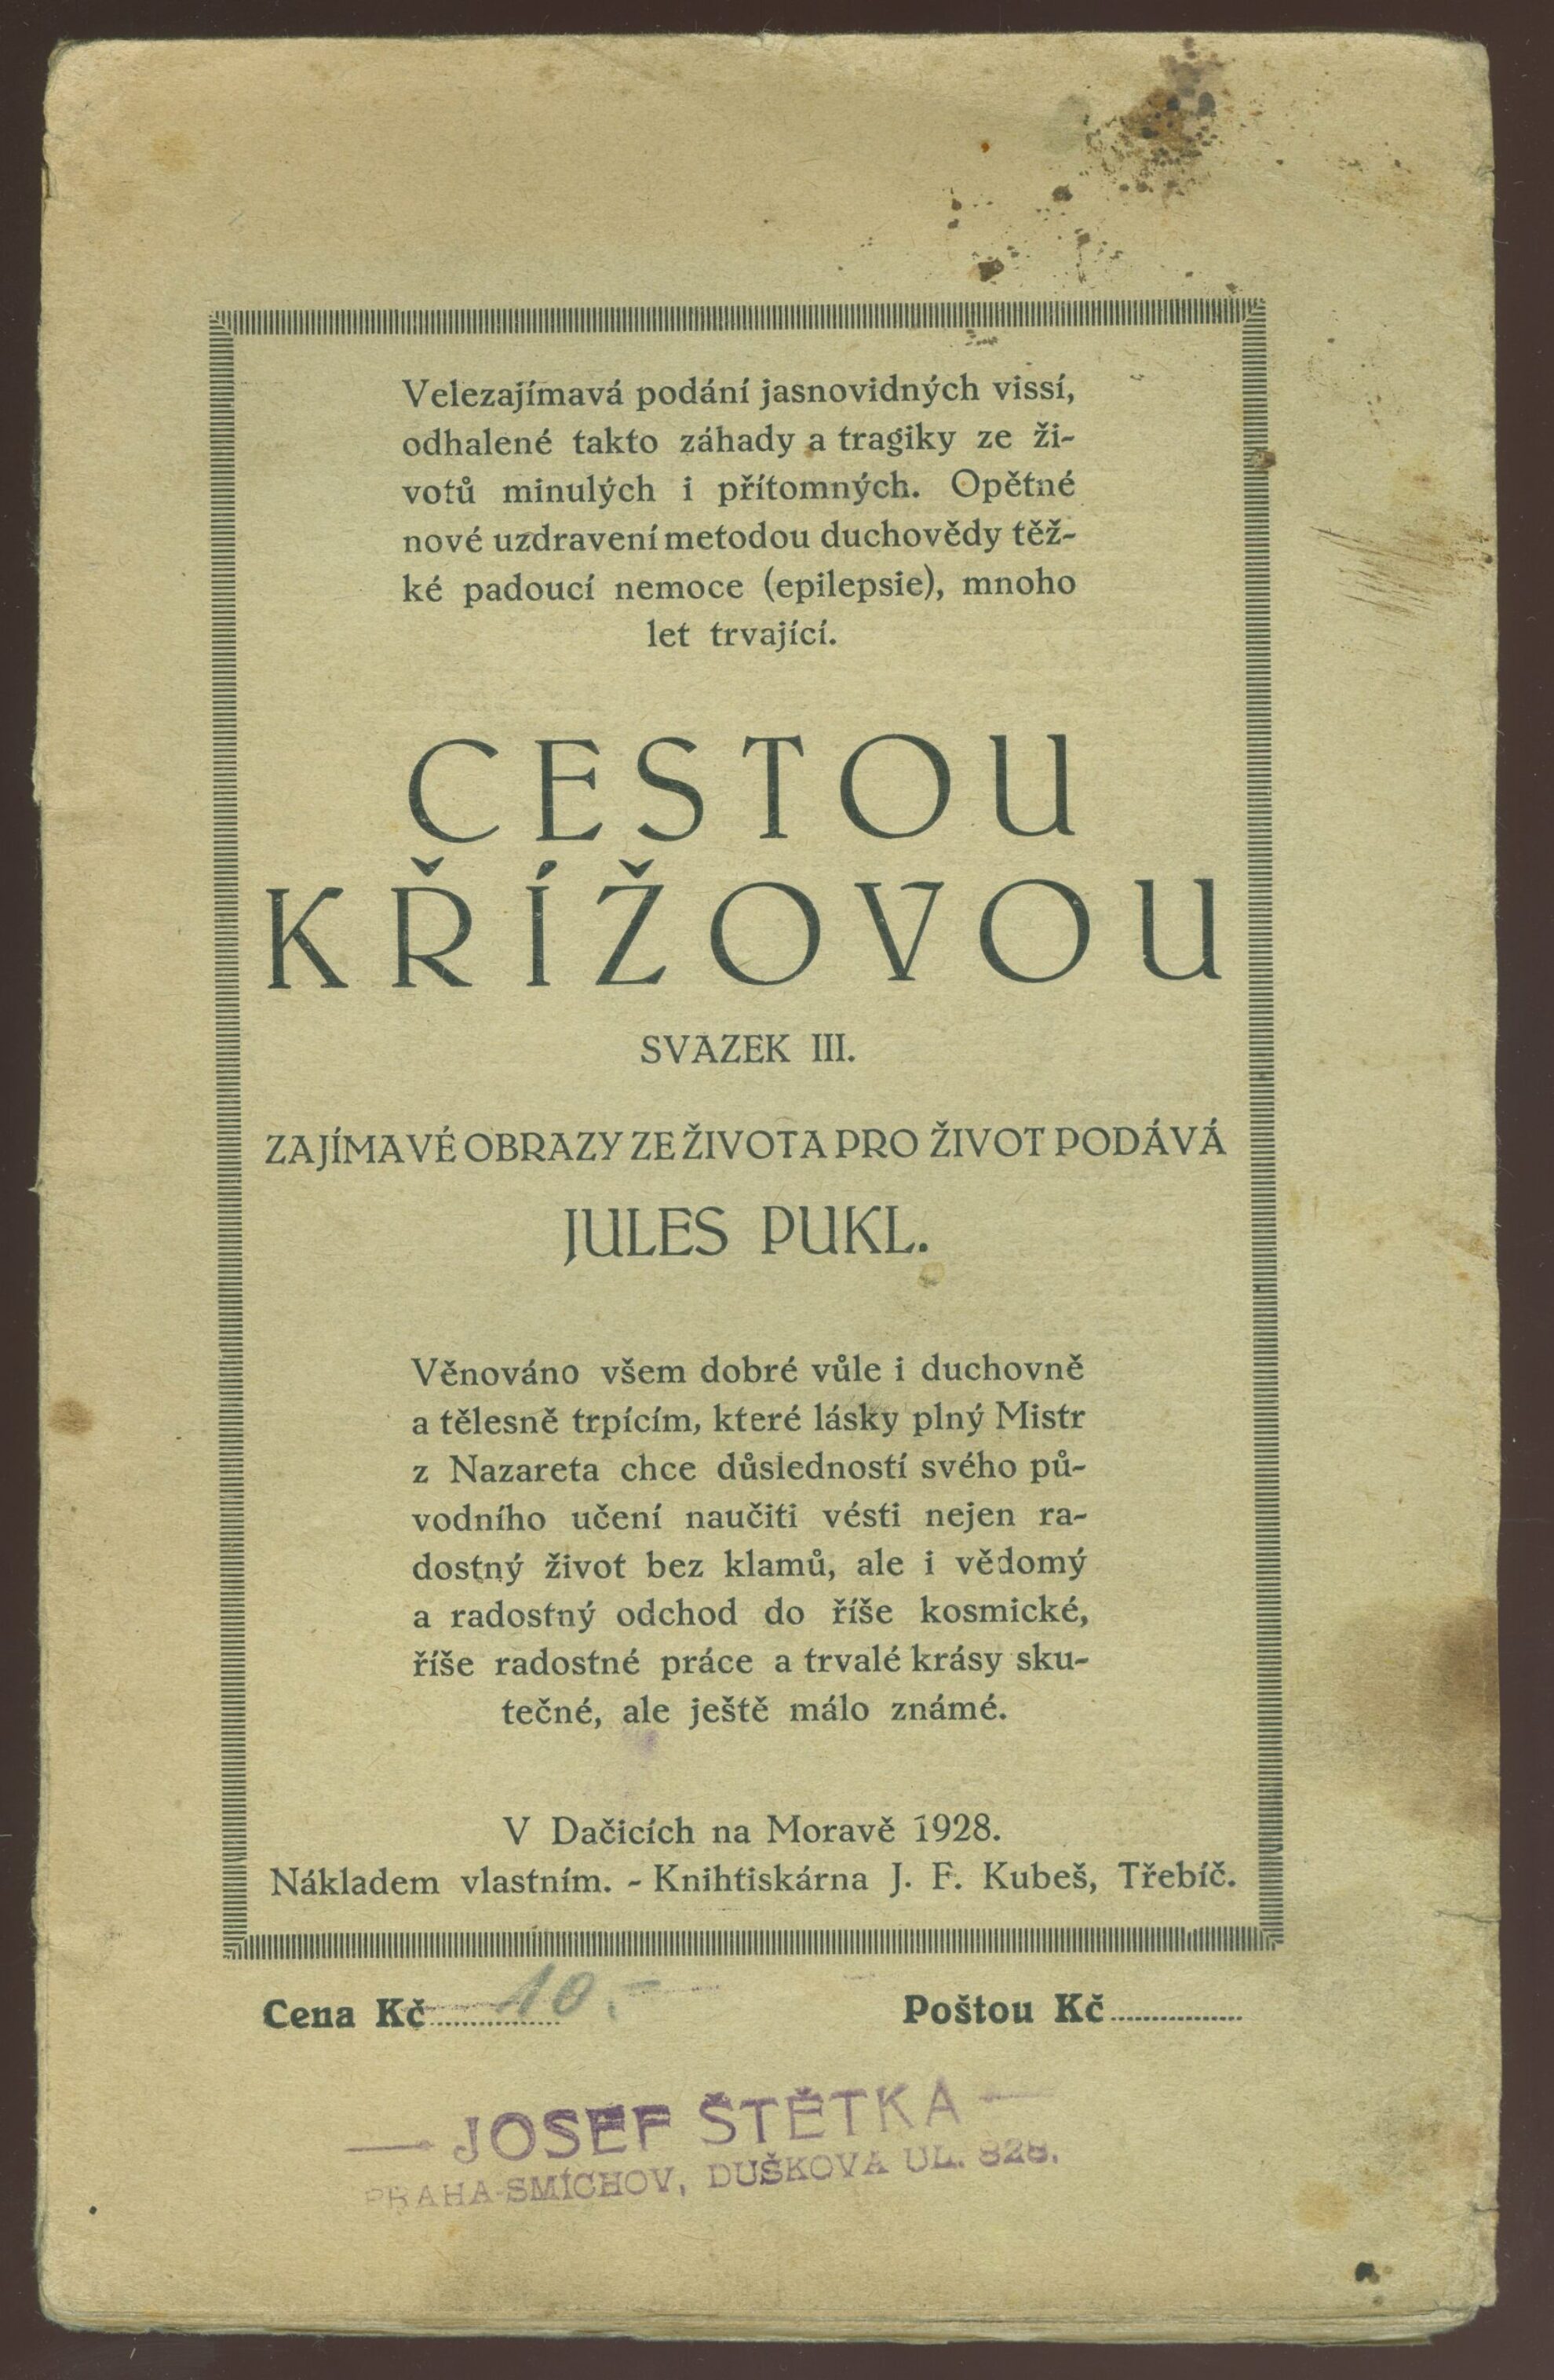 Velezajímavá podání jasnovidných vissí,
odhalené takto záhady a tragiky ze ži-
votů minulých i přítomných. Opětné
nové uzdravení metodou duchovědy těž-
ké padoucí nemoce (epilepsie), mnoho
let trvající.
CESTOU
KŘÍŽOVOU
SVAZEK III.
ZAJÍMAVÉ OBRAZY ZE ŽIVOTA PRO ŽIVOT PODÁVÁ
JULES PUKL.
Věnováno všem dobré vůle i duchovně
a tělesně trpícím, které lásky plný Mistr
z Nazareta chce důsledností svého pů-
vodního učení naučiti vésti nejen ra-
dostný život bez klamů, ale i vědomý
a radostný odchod do říše kosmické,
říše radostné práce a trvalé krásy sku-
tečné, ale ještě málo známé.
V Dačicích na Moravě 1928.
Nákladem vlastním. - Knihtiskárna J. F. Kubeš, Třebíč.
Cena Kč 10.- Poštou Kč
— JOSEF ŠTĚTKA —
PRAHA-SMÍCHOV, DUŠKOVA UL. 828.